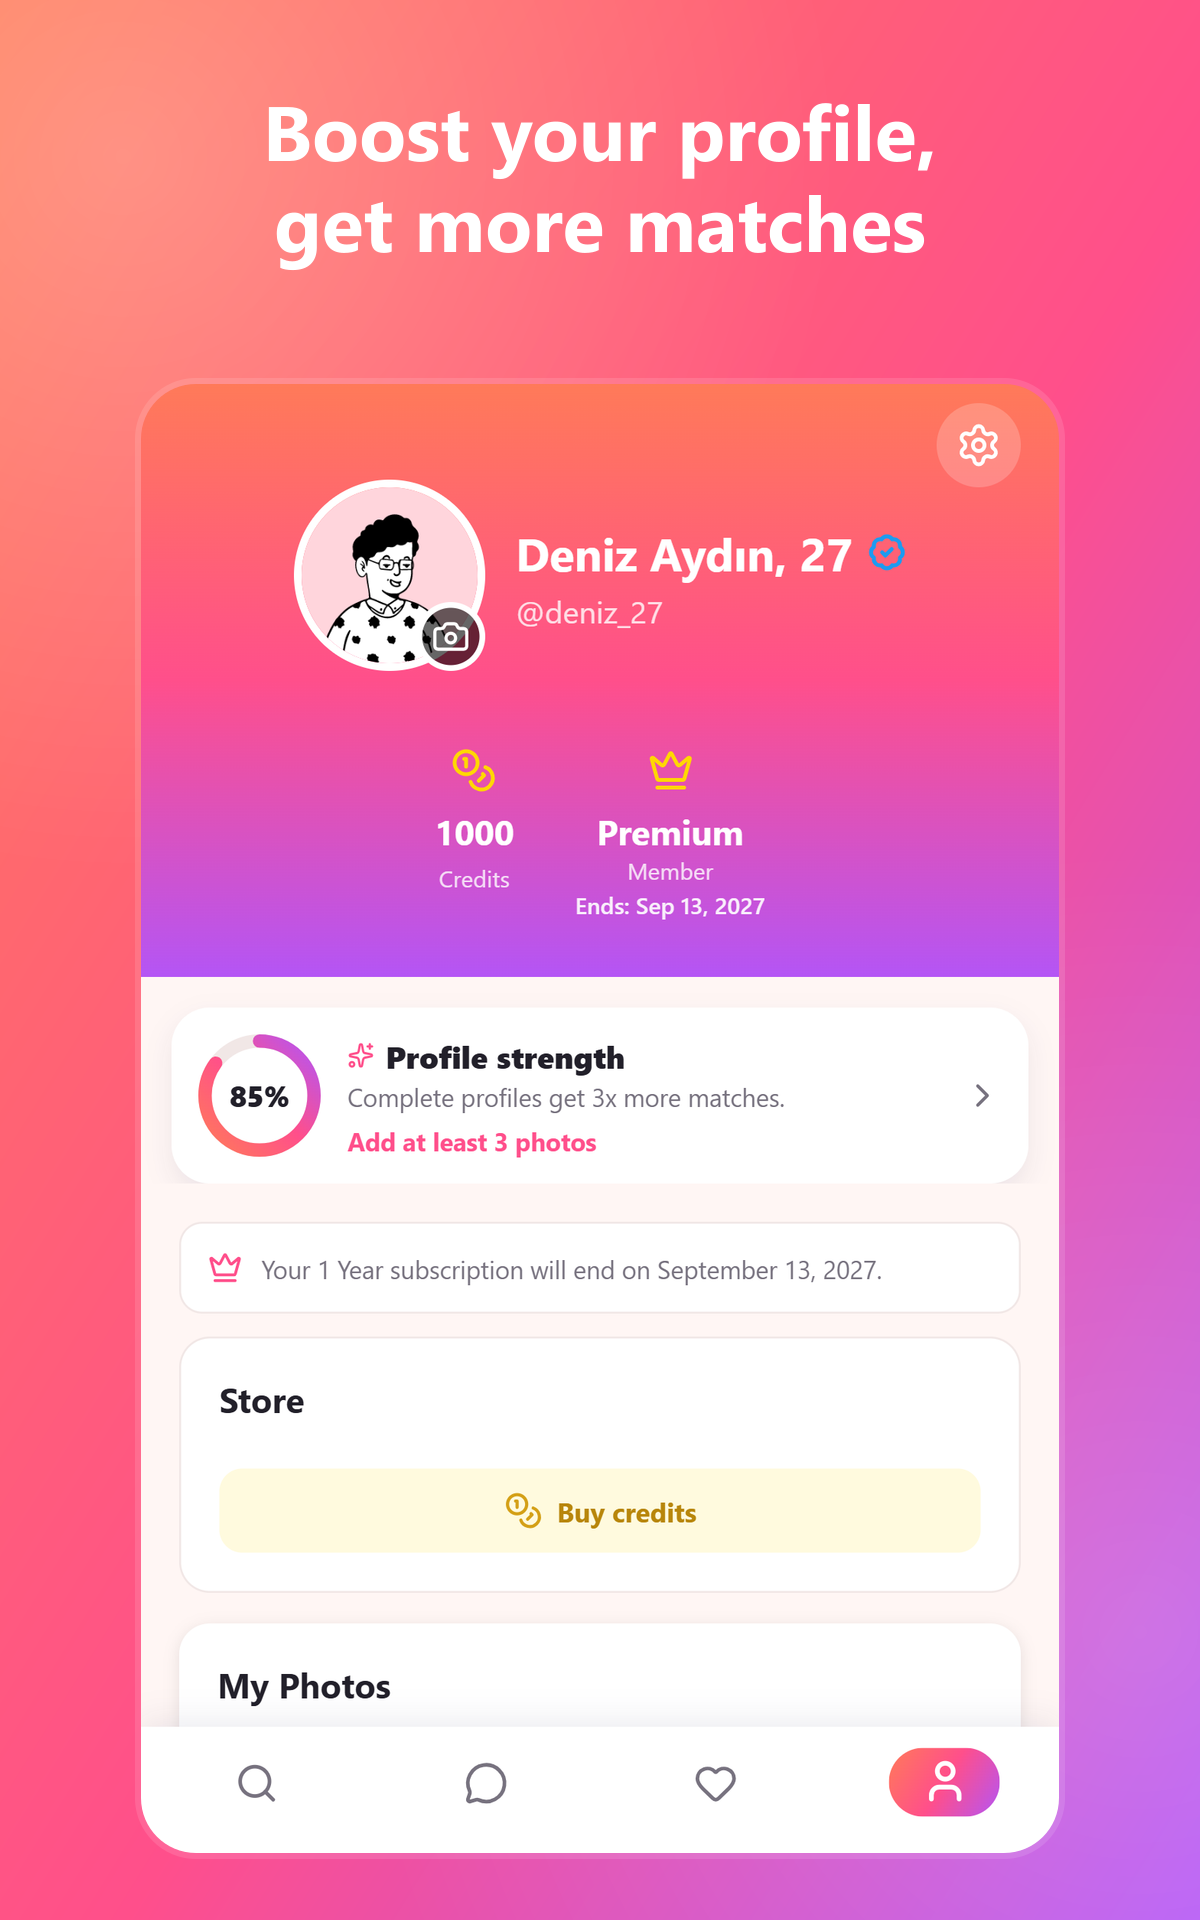 Boost your profile,
get more matches
Deniz Aydın, 27
@deniz_27
1000
Credits
Premium
Member
Ends: Sep 13, 2027
85%
Profile strength
Complete profiles get 3x more matches.
Add at least 3 photos
Your 1 Year subscription will end on September 13, 2027.
Store
Buy credits
My Photos